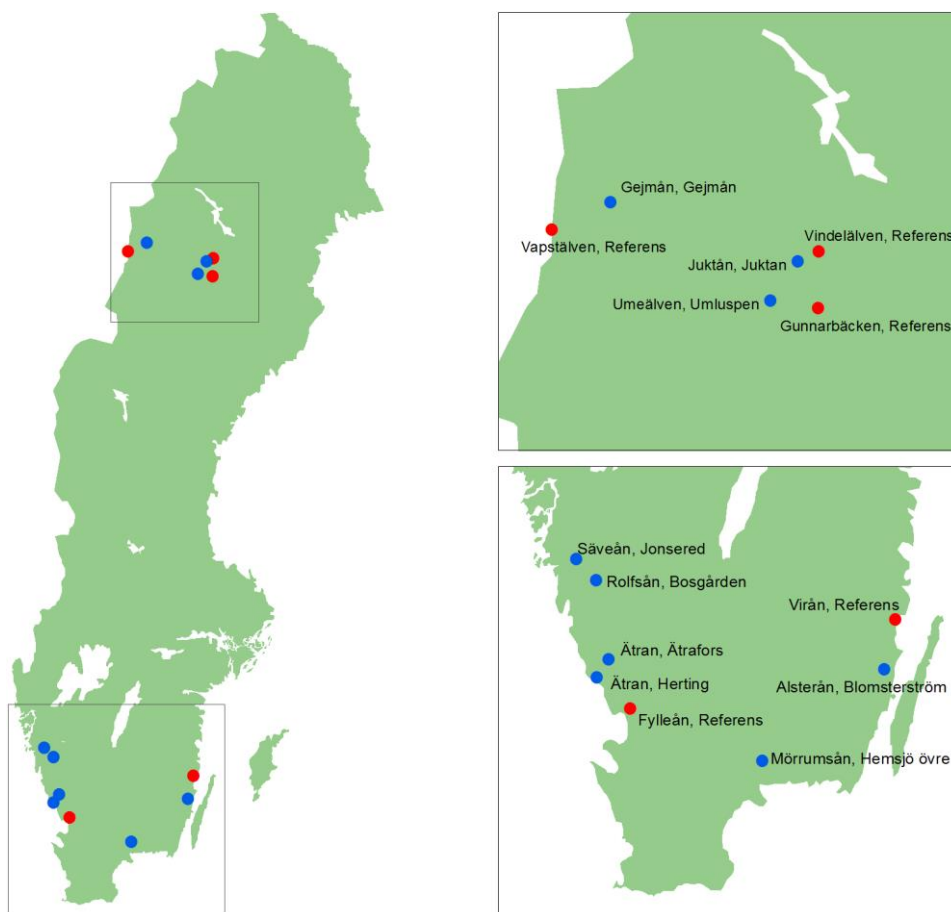 Gejmån, Gejmån
Vapstälven, Referens
Vindelälven, Referens
Juktån, Juktan
Umeälven, Umluspen
Gunnarbäcken, Referens
Säveån, Jonsered
Rolfsån, Bosgården
Virån, Referens
Ätran, Ätrafors
Ätran, Herting
Alsterån, Blomsterström
Fylleån, Referens
Mörrumsån, Hemsjö övre